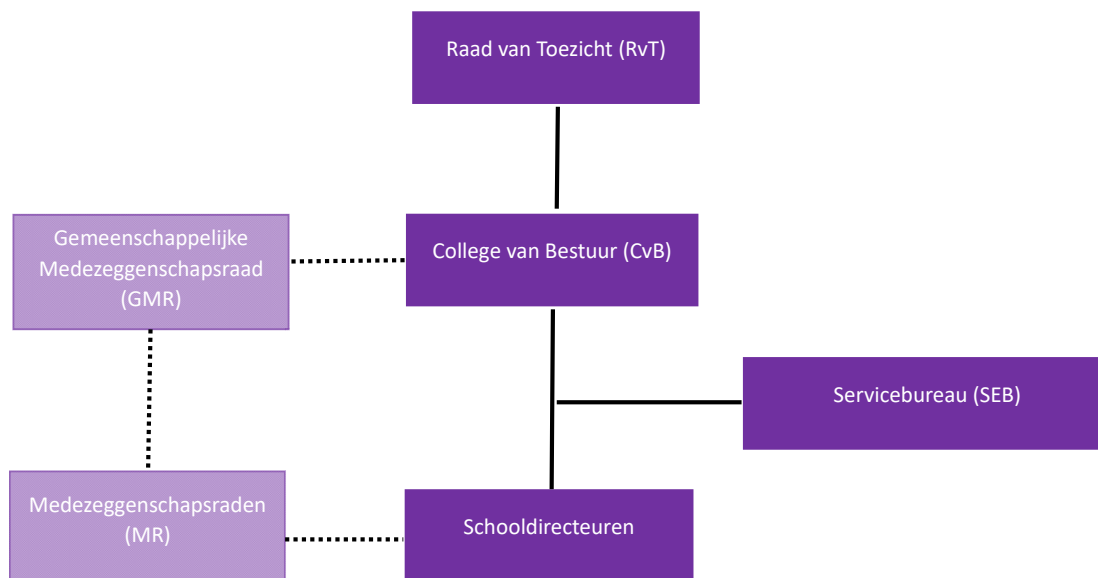 Raad van Toezicht (RvT)
Gemeenschappelijke
Medezeggenschapsraad
(GMR)
College van Bestuur (CvB)
Servicebureau (SEB)
Medezeggenschapsraden
(MR)
Schooldirecteuren